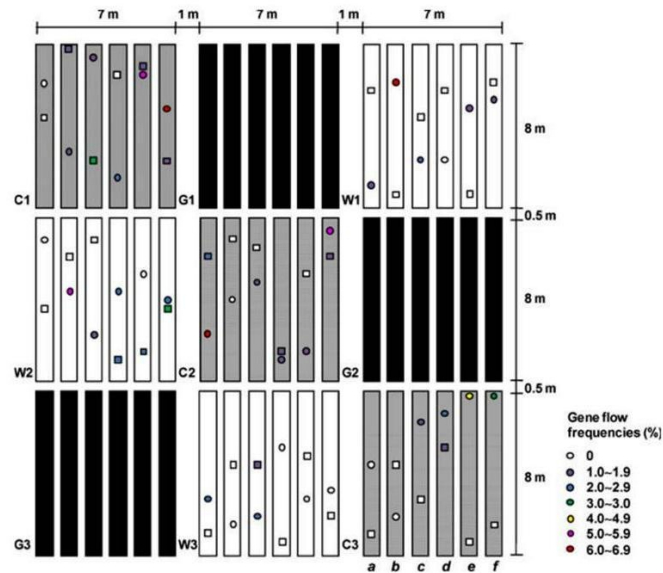 7 m 1 m 7 m 1 m 7 m
8 m
C1 G1 W1
0.5 m
8 m
W2 C2 G2
0.5 m
8 m
G3 W3 C3
a b c d e f
Gene flow
frequencies (%)
0
1.0~1.9
2.0~2.9
3.0~3.0
4.0~4.9
5.0~5.9
6.0~6.9